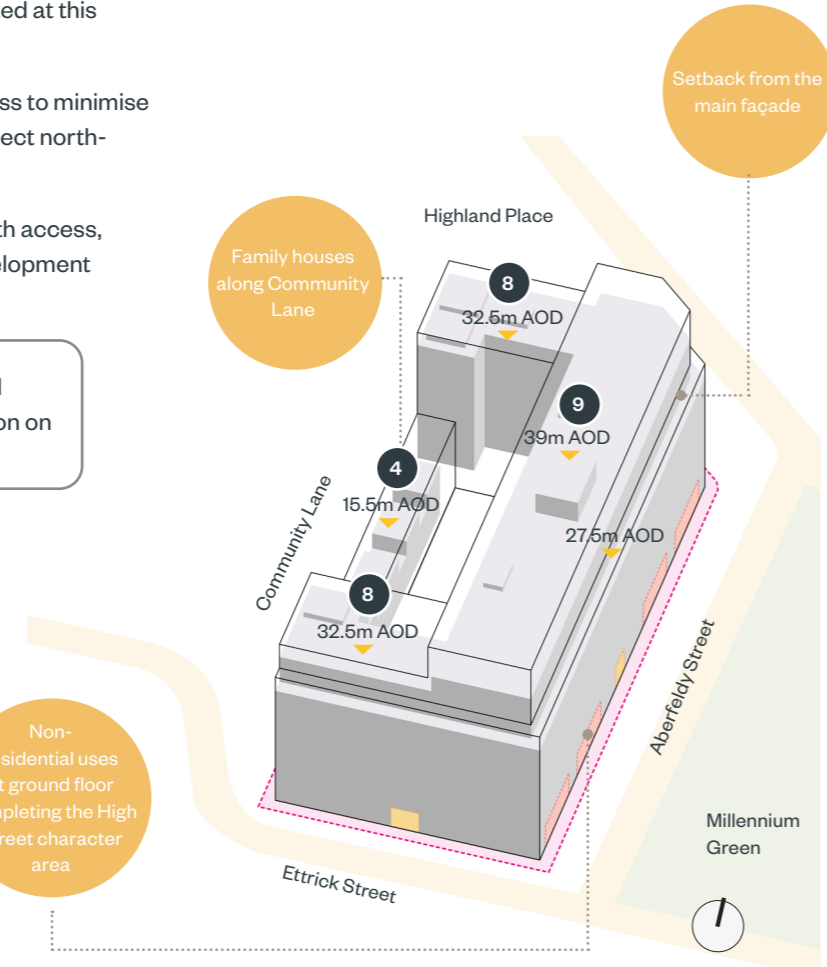 ed at this
ss to minimise
ect north-
th access,
elopment
on on
Setback from the
main façade
Highland Place
Family houses
along Community
Lane
8
32.5m AOD
9
39m AOD
4
15.5m AOD
27.5m AOD
Community Lane
8
32.5m AOD
Aberfeldy Street
Non-
sidential uses
t ground floor
mpleting the High
reet character
area
Millennium
Green
Ettrick Street